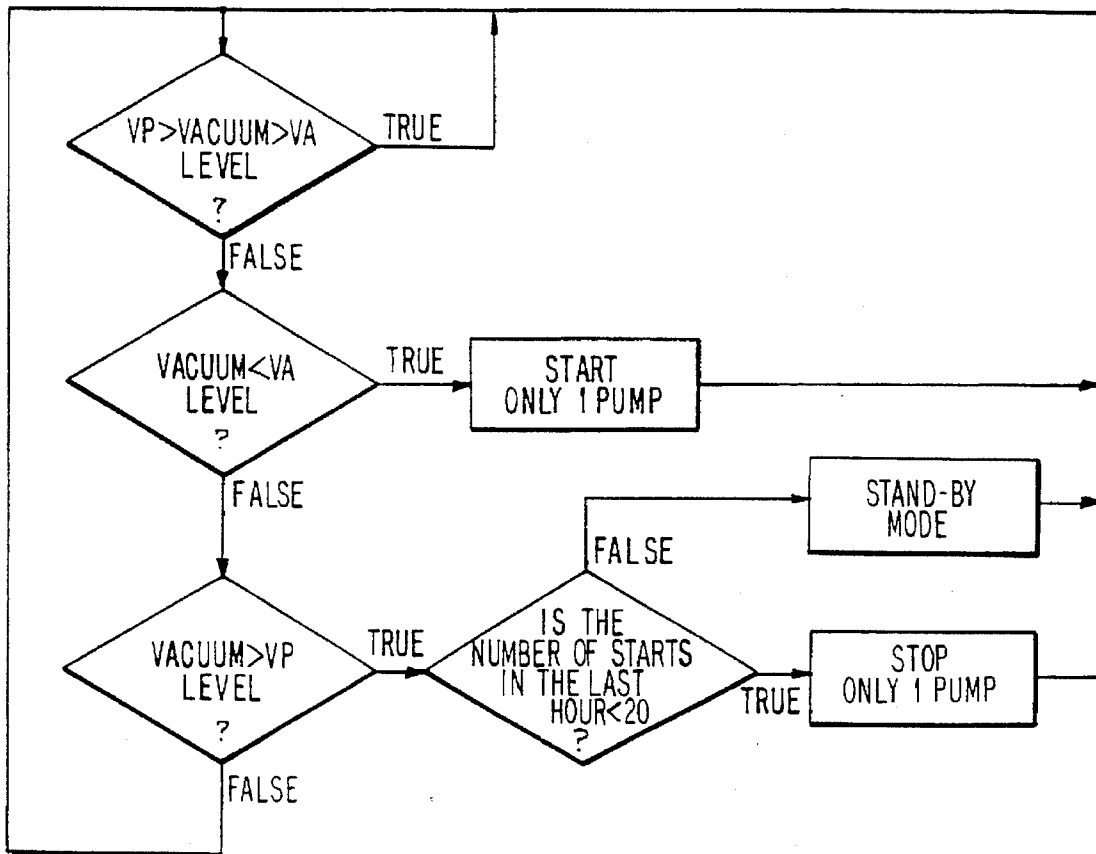 VP>VACUUM>VA
LEVEL
?
TRUE
FALSE
VACUUM<VA
LEVEL
?
TRUE
START
ONLY 1 PUMP
FALSE
STAND-BY
MODE
FALSE
VACUUM>VP
LEVEL
?
TRUE
IS THE
NUMBER OF STARTS
IN THE LAST
HOUR<20
?
TRUE
STOP
ONLY 1 PUMP
FALSE